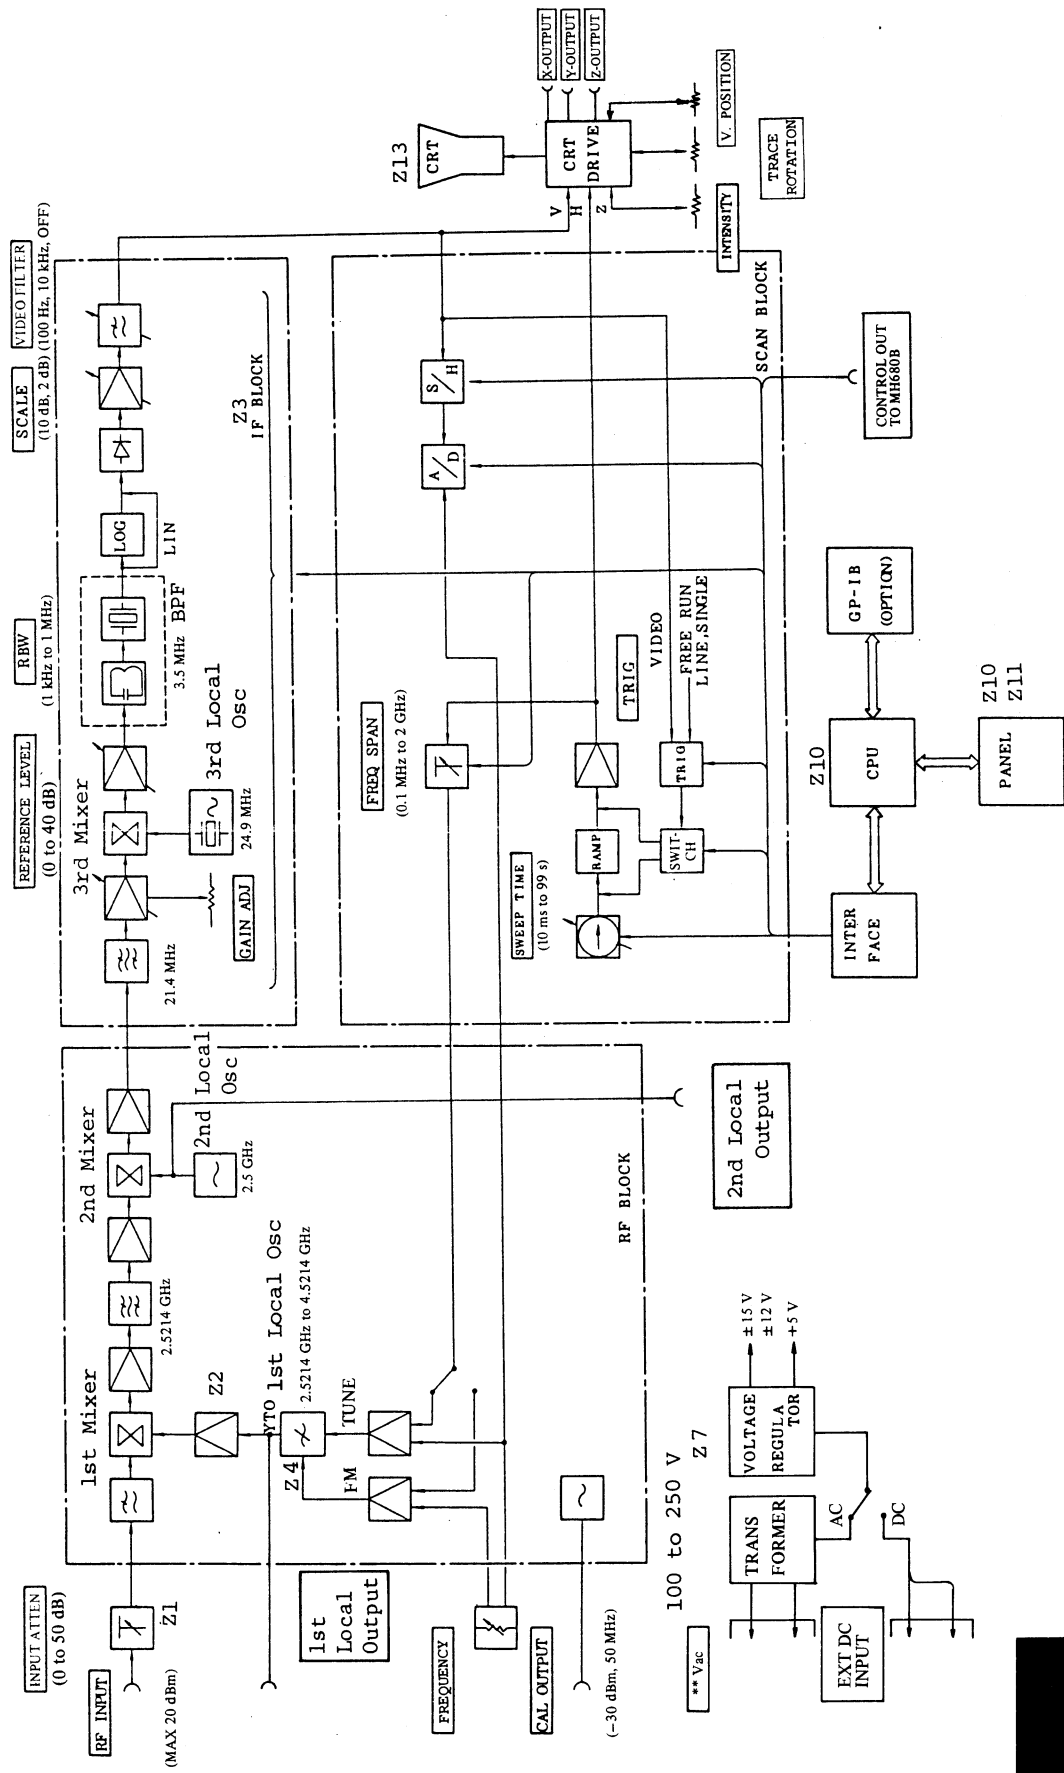 INPUT ATTEN
(0 to 50 dB)
RF INPUT
(MAX 20 dBm)
Z1
1st Mixer
2.5214 GHz
2nd Mixer
2nd Local
Osc
2.5 GHz
Z2
YTO 1st Local Osc
2.5214 GHz to 4.5214 GHz
Z4
FM
TUNE
RF BLOCK
1st
Local
Output
2nd Local
Output
FREQUENCY
CAL OUTPUT
(-30 dBm, 50 MHz)
REFERENCE LEVEL
(0 to 40 dB)
3rd Mixer
21.4 MHz
GAIN ADJ
3rd Local
Osc
24.9 MHz
RBW
(1 kHz to 1 MHz)
3.5 MHz BPF
LOG
LIN
SCALE
(10 dB, 2 dB)
VIDEO FILTER
(100 Hz, 10 kHz, OFF)
Z3
IF BLOCK
Z13
CRT
CRT
DRIVE
V
H
Z
X-OUTPUT
Y-OUTPUT
Z-OUTPUT
INTENSITY
V. POSITION
TRACE
ROTATION
FREQ SPAN
(0.1 MHz to 2 GHz)
A/D
S/H
SWEEP TIME
(10 ms to 99 s)
RAMP
SWIT-
CH
TRIG
TRIG
VIDEO
FREE RUN
LINE,SINGLE
SCAN BLOCK
INTER
FACE
Z10
CPU
GP-IB
(OPTION)
Z10
Z11
PANEL
CONTROL OUT
TO MH680B
**Vac
100 to 250 V
TRANS
FORMER
Z7
VOLTAGE
REGULA
TOR
±15 V
±12 V
+5 V
AC
DC
EXT DC
INPUT